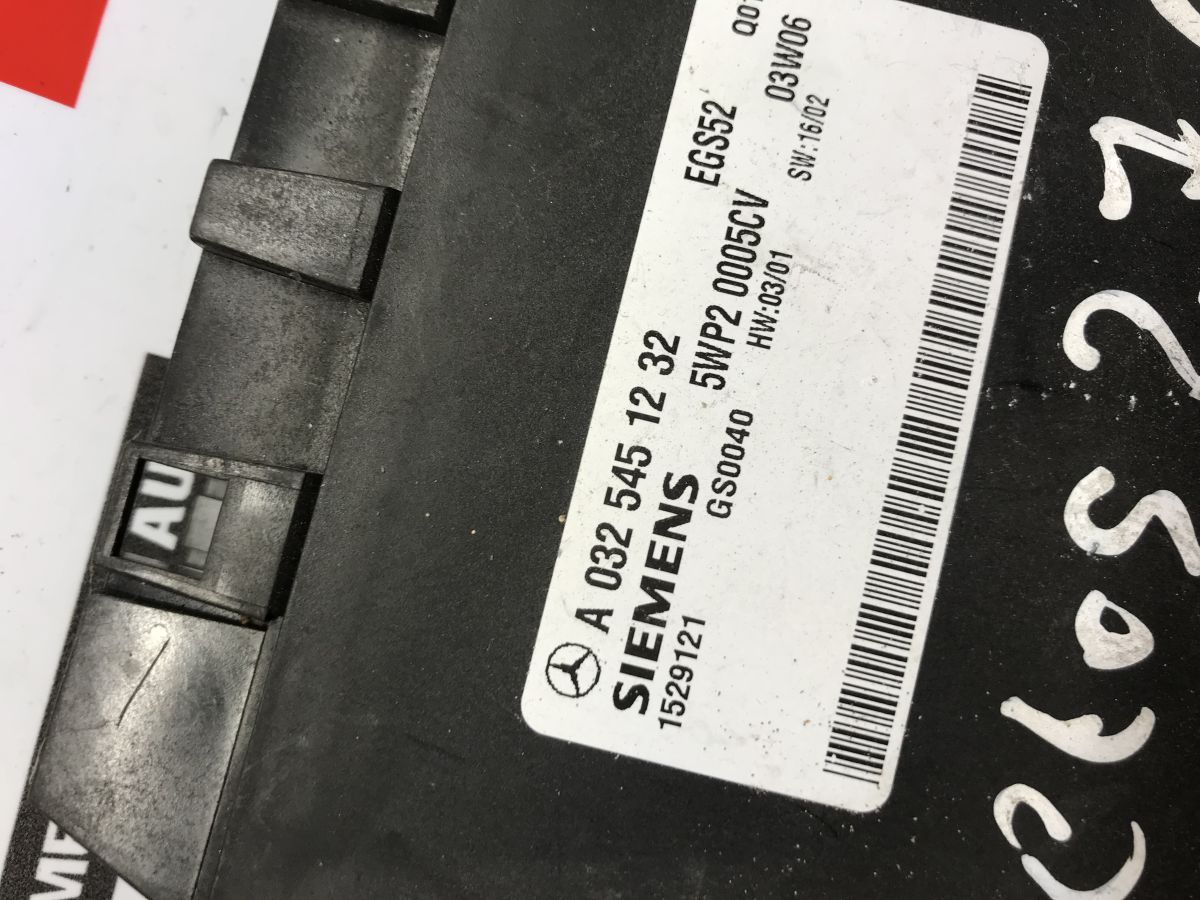 A 032 545 12 32 EGS52
SIEMENS 5WP2 0005CV 03W06
1529121 GS0040 HW:03/01 SW:16/02
AU